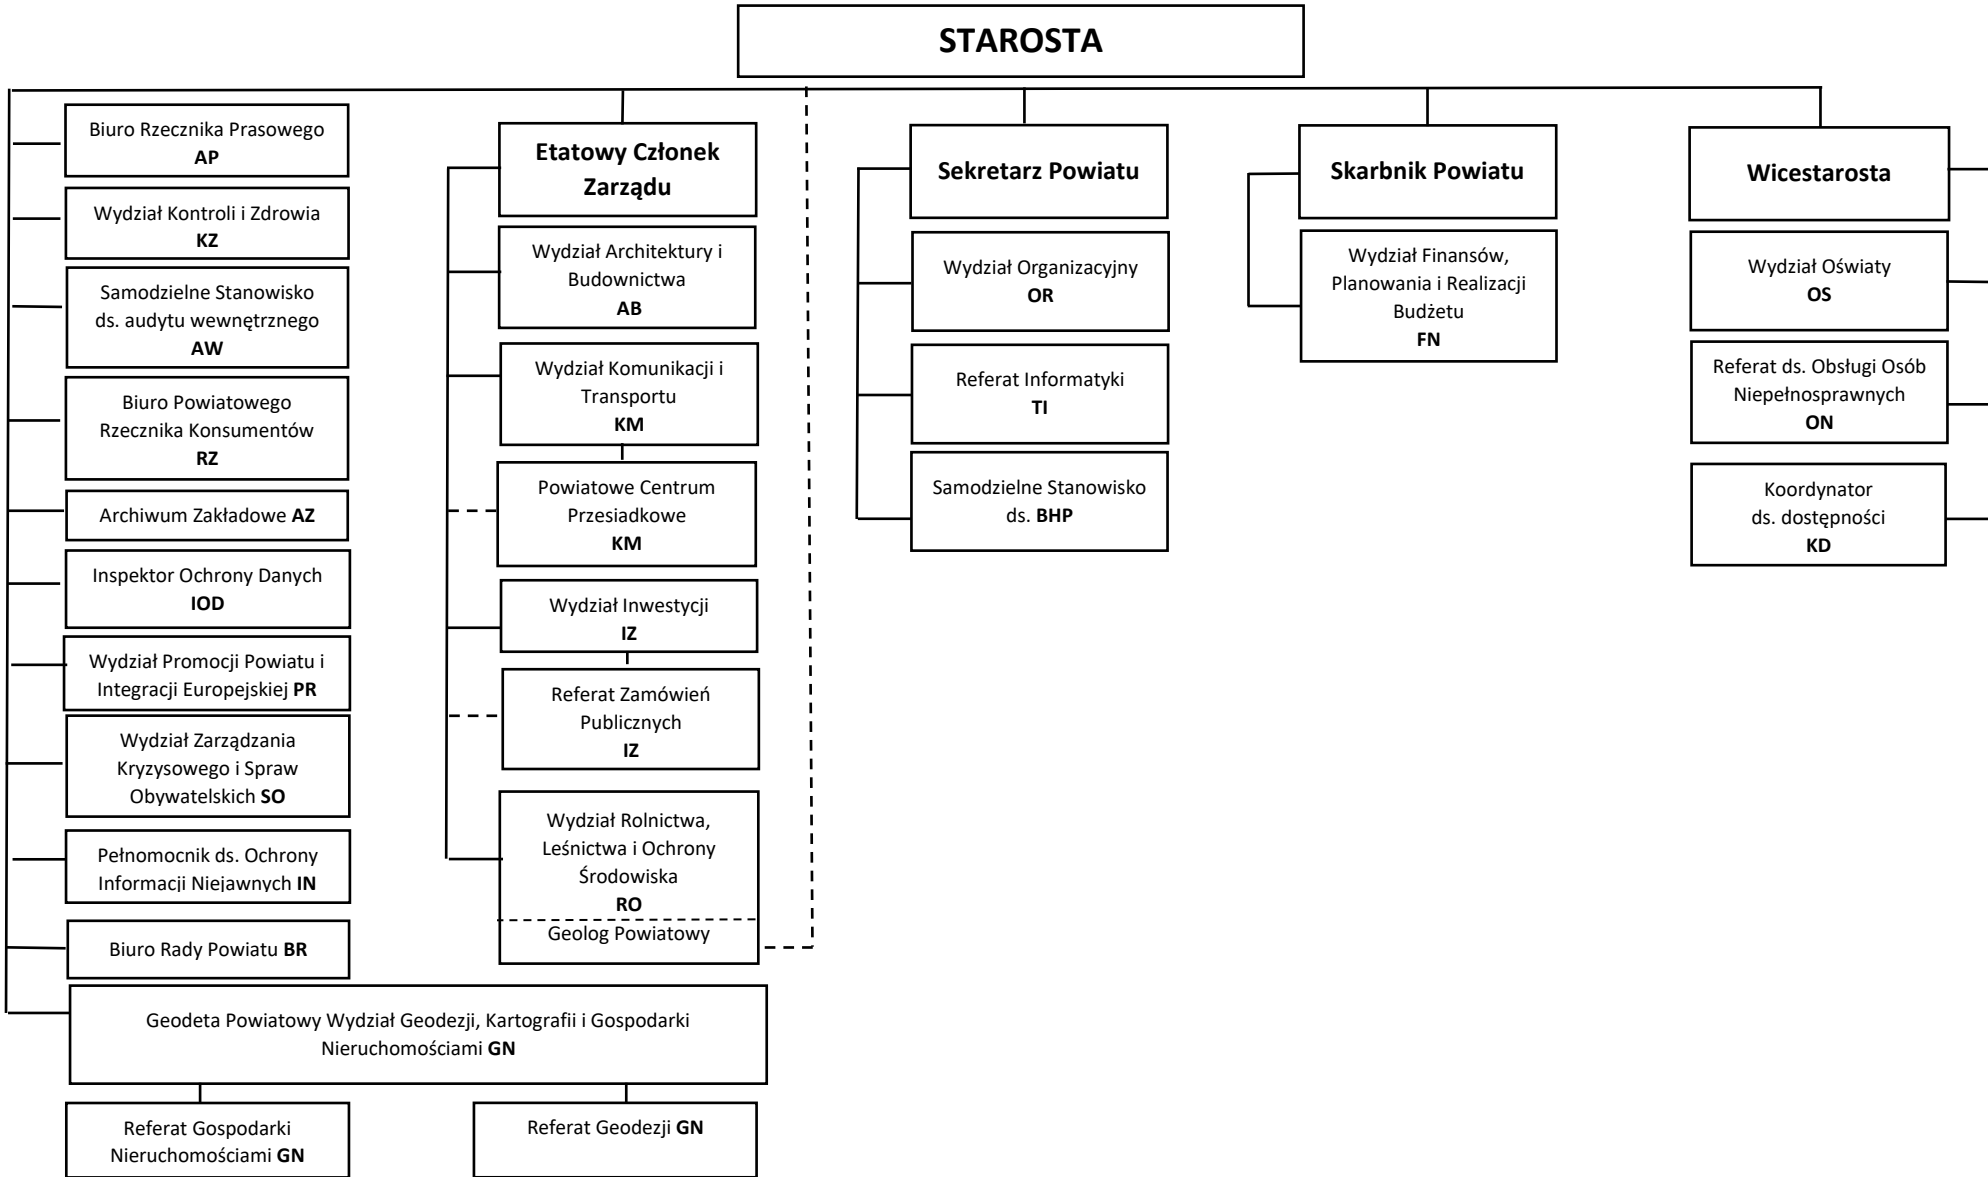 STAROSTA
Biuro Rzecznika Prasowego
AP
Wydział Kontroli i Zdrowia
KZ
Samodzielne Stanowisko
ds. audytu wewnętrznego
AW
Biuro Powiatowego
Rzecznika Konsumentów
RZ
Archiwum Zakładowe AZ
Inspektor Ochrony Danych
IOD
Wydział Promocji Powiatu i
Integracji Europejskiej PR
Wydział Zarządzania
Kryzysowego i Spraw
Obywatelskich SO
Pełnomocnik ds. Ochrony
Informacji Niejawnych IN
Biuro Rady Powiatu BR
Geodeta Powiatowy Wydział Geodezji, Kartografii i Gospodarki
Nieruchomościami GN
Referat Gospodarki
Nieruchomościami GN
Referat Geodezji GN
Etatowy Członek
Zarządu
Wydział Architektury i
Budownictwa
AB
Wydział Komunikacji i
Transportu
KM
Powiatowe Centrum
Przesiadkowe
KM
Wydział Inwestycji
IZ
Referat Zamówień
Publicznych
IZ
Wydział Rolnictwa,
Leśnictwa i Ochrony
Środowiska
RO
Geolog Powiatowy
Sekretarz Powiatu
Wydział Organizacyjny
OR
Referat Informatyki
TI
Samodzielne Stanowisko
ds. BHP
Skarbnik Powiatu
Wydział Finansów,
Planowania i Realizacji
Budżetu
FN
Wicestarosta
Wydział Oświaty
OS
Referat ds. Obsługi Osób
Niepełnosprawnych
ON
Koordynator
ds. dostępności
KD